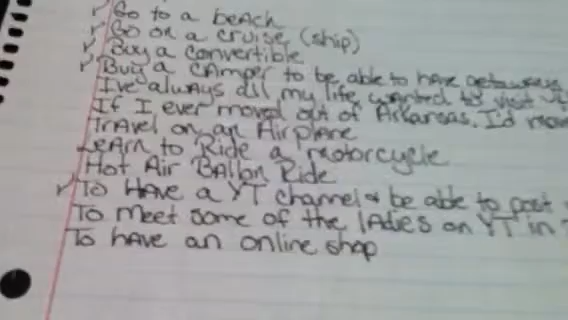 ✓ Go to a beach
✓ Go on a cruise (ship)
✓ Buy a convertible
✓ Buy a camper to be able to have getaways
I've always all my life wanted to visit
If I ever moved out of Arkansas, I'd move
Travel on an Airplane
Learn to Ride a motorcycle
Hot Air Ballon Ride
✓ To Have a YT channel & be able to post
To meet some of the ladies on YT in
To have an online shop